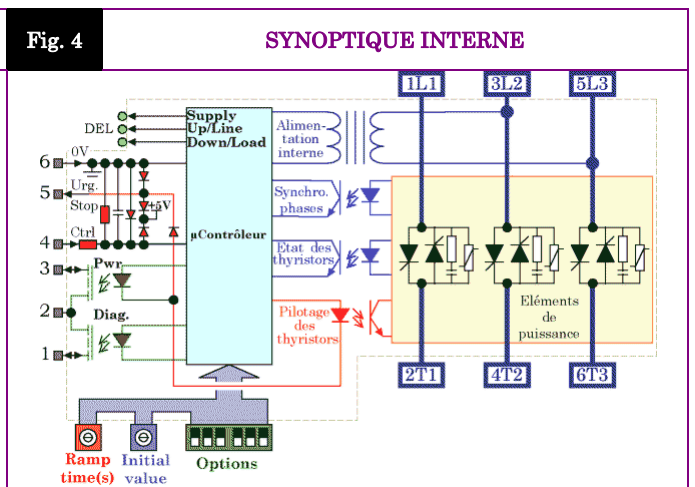 Fig. 4
SYNOPTIQUE INTERNE
1L1
3L2
5L3
Supply
Up/Line
Down/Load
DEL
Alimen-
tation
interne
6
0V
5
Urg.
Stop
+5V
4
Ctrl
µContrôleur
Synchro.
phases
Etat des
thyristors
3
Pwr
2
Diag.
1
Pilotage
des
thyristors
Eléments
de
puissance
2T1
4T2
6T3
Ramp
time(s)
Initial
value
Options